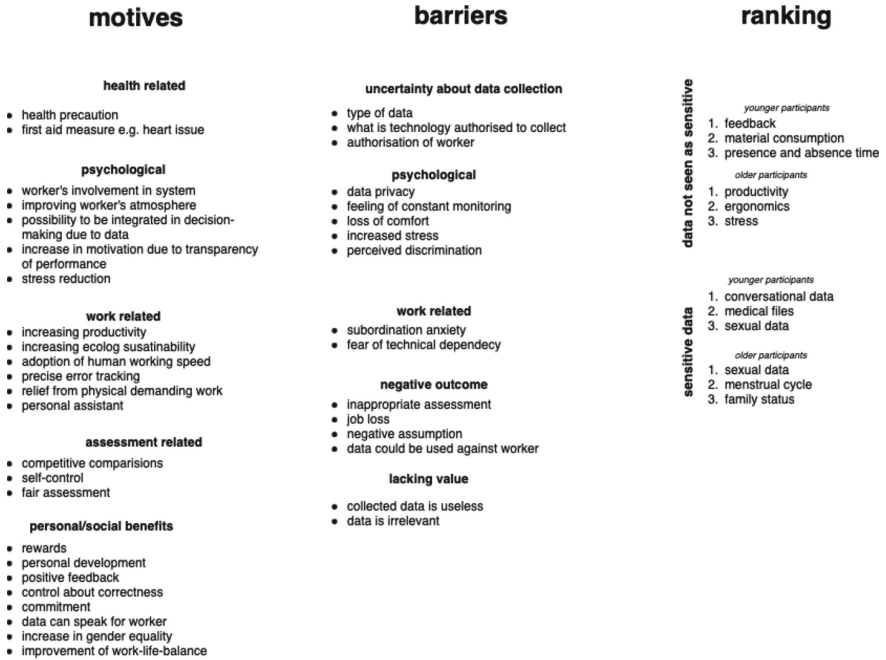 motives
health related
health precaution
first aid measure e.g. heart issue
psychological
worker's involvement in system
improving worker's atmosphere
possibility to be integrated in decision-
making due to data
increase in motivation due to transparency
of performance
stress reduction
work related
increasing productivity
increasing ecolog susatinability
adoption of human working speed
precise error tracking
relief from physical demanding work
personal assistant
assessment related
competitive comparisions
self-control
fair assessment
personal/social benefits
rewards
personal development
positive feedback
control about correctness
commitment
data can speak for worker
increase in gender equality
improvement of work-life-balance
barriers
uncertainty about data collection
type of data
what is technology authorised to collect
authorisation of worker
psychological
data privacy
feeling of constant monitoring
loss of comfort
increased stress
perceived discrimination
work related
subordination anxiety
fear of technical dependecy
negative outcome
inappropriate assessment
job loss
negative assumption
data could be used against worker
lacking value
collected data is useless
data is irrelevant
ranking
data not seen as sensitive
younger participants
1. feedback
2. material consumption
3. presence and absence time
older participants
1. productivity
2. ergonomics
3. stress
sensitive data
younger participants
1. conversational data
2. medical files
3. sexual data
older participants
1. sexual data
2. menstrual cycle
3. family status